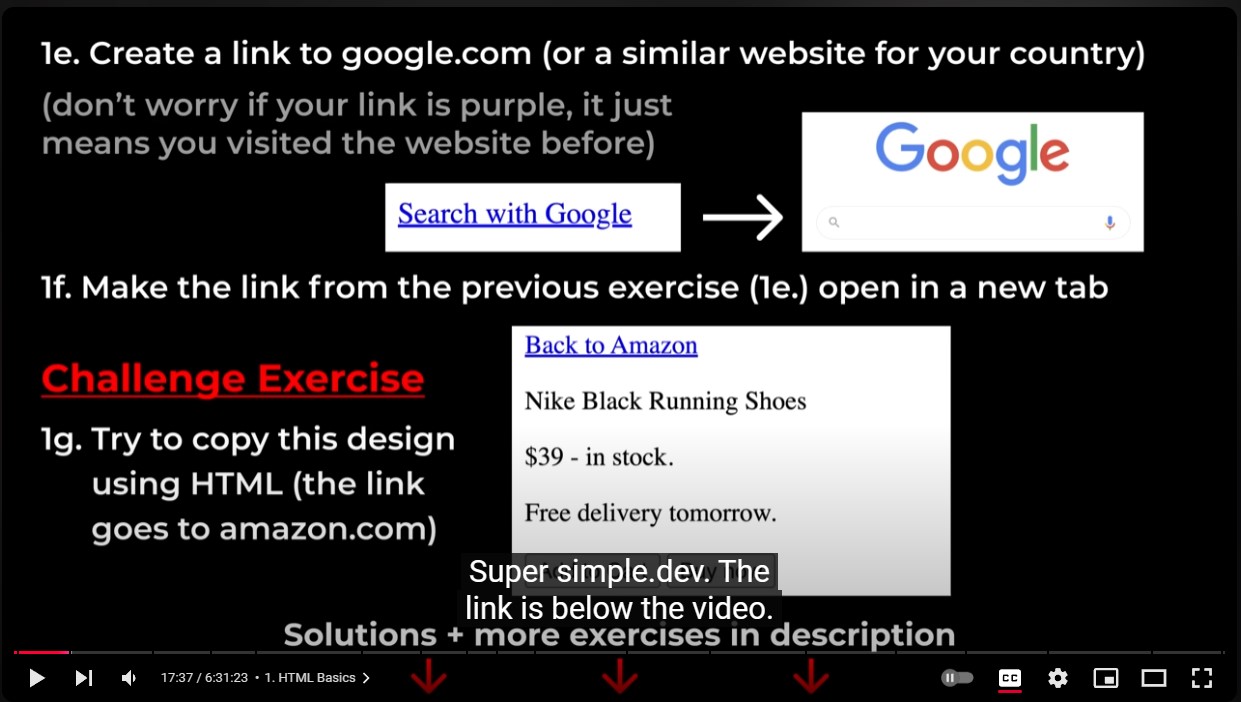 1e. Create a link to google.com (or a similar website for your country)
(don't worry if your link is purple, it just
means you visited the website before)
Search with Google
Google
1f. Make the link from the previous exercise (1e.) open in a new tab
Challenge Exercise
1g. Try to copy this design
using HTML (the link
goes to amazon.com)
Back to Amazon
Nike Black Running Shoes
$39 - in stock.
Free delivery tomorrow.
Super simple.dev. The
link is below the video.
Solutions + more exercises in description
17:37 / 6:31:23 • 1. HTML Basics
CC